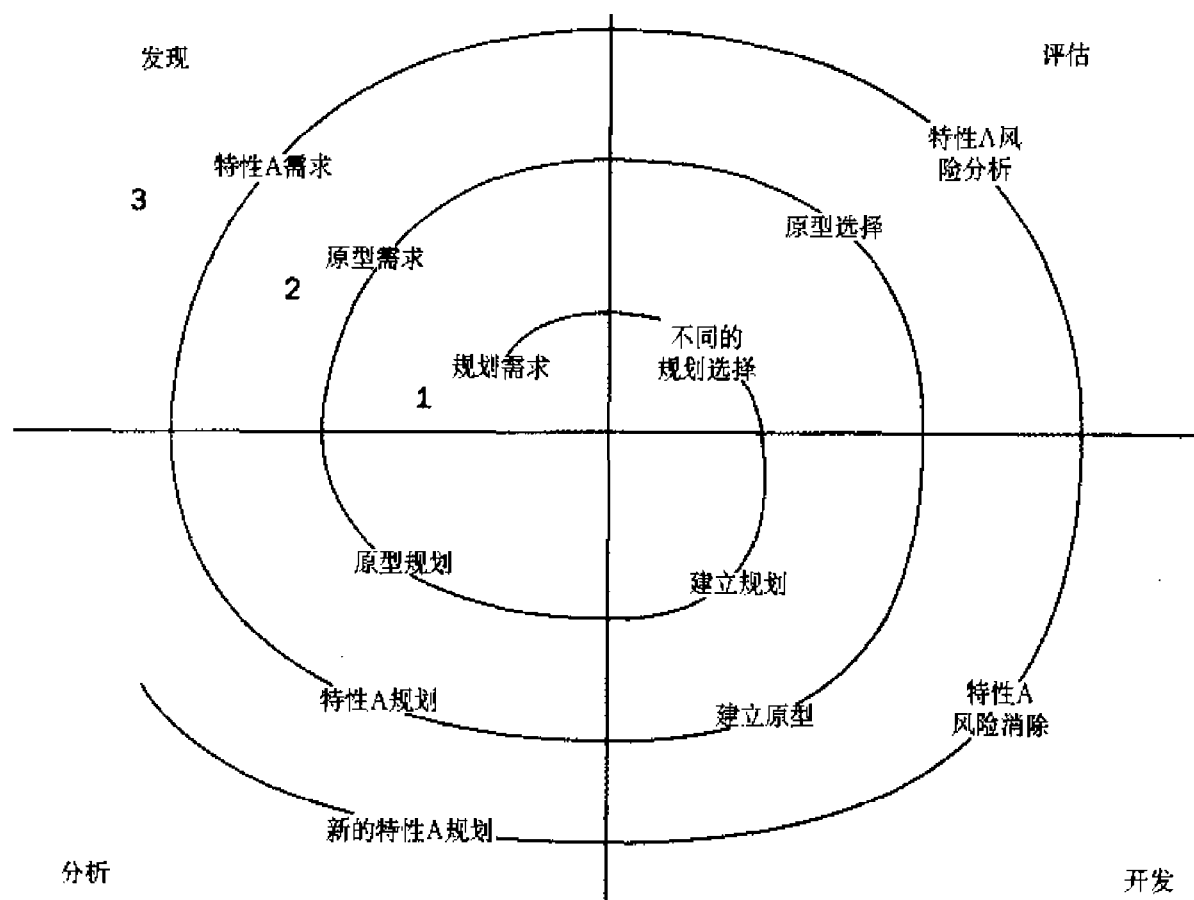 发现
评估
特性A需求
特性A风
险分析
3
原型需求
原型选择
2
规划需求
不同的
规划选择
1
原型规划
建立规划
特性A规划
建立原型
特性A
风险消除
新的特性A规划
分析
开发